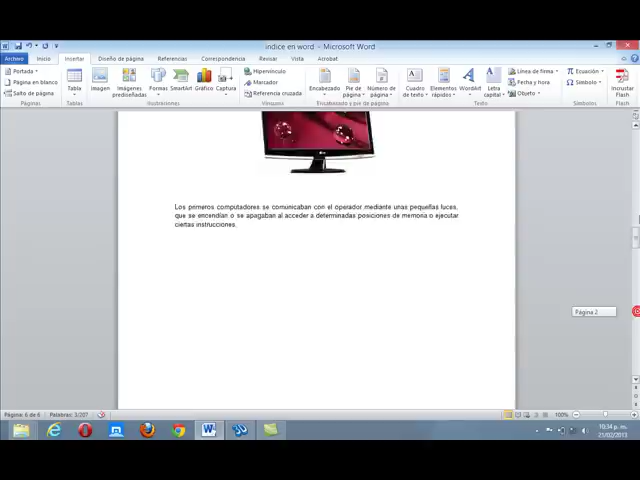 indice en word - Microsoft Word
Archivo Inicio Insertar Diseño de página Referencias Correspondencia Revisar Vista Acrobat
Portada
Página en blanco
Salto de página
Páginas
Tabla
Tablas
Imagen
Imágenes prediseñadas
Formas
SmartArt
Gráfico
Captura
Ilustraciones
Hipervínculo
Marcador
Referencia cruzada
Encabezado
Pie de página
Número de página
Encabezado y pie de página
Cuadro de texto
Elementos rápidos
WordArt
Letra capital
Línea de firma
Fecha y hora
Objeto
Texto
Ecuación
Símbolo
Símbolos
Incrustar Flash
Flash
Los primeros computadores se comunicaban con el operador mediante unas pequeñas luces,
que se encendían o se apagaban al acceder a determinadas posiciones de memoria o ejecutar
ciertas instrucciones.
Página 2
Página: 6 de 6 Palabras: 3/207
100%
10:34 p.m.
21/02/2013